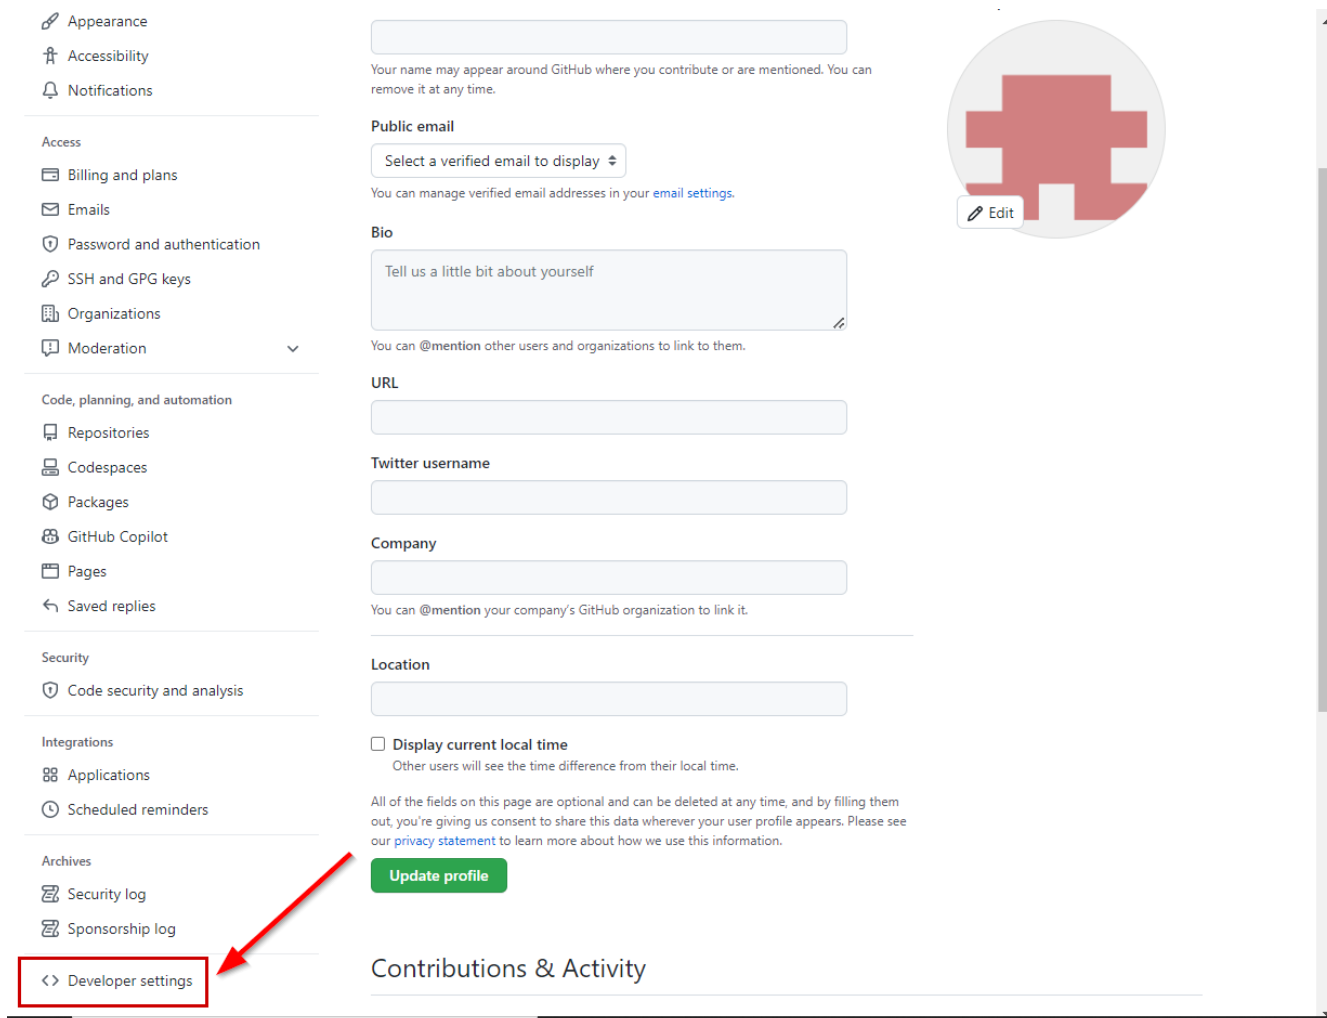 Appearance
Accessibility
Notifications
Access
Billing and plans
Emails
Password and authentication
SSH and GPG keys
Organizations
Moderation
Code, planning, and automation
Repositories
Codespaces
Packages
GitHub Copilot
Pages
Saved replies
Security
Code security and analysis
Integrations
Applications
Scheduled reminders
Archives
Security log
Sponsorship log
Developer settings
Your name may appear around GitHub where you contribute or are mentioned. You can
remove it at any time.
Public email
Select a verified email to display
You can manage verified email addresses in your email settings.
Bio
Tell us a little bit about yourself
You can @mention other users and organizations to link to them.
URL
Twitter username
Company
You can @mention your company's GitHub organization to link it.
Location
Display current local time
Other users will see the time difference from their local time.
All of the fields on this page are optional and can be deleted at any time, and by filling them
out, you're giving us consent to share this data wherever your user profile appears. Please see
our privacy statement to learn more about how we use this information.
Update profile
Contributions & Activity
Edit